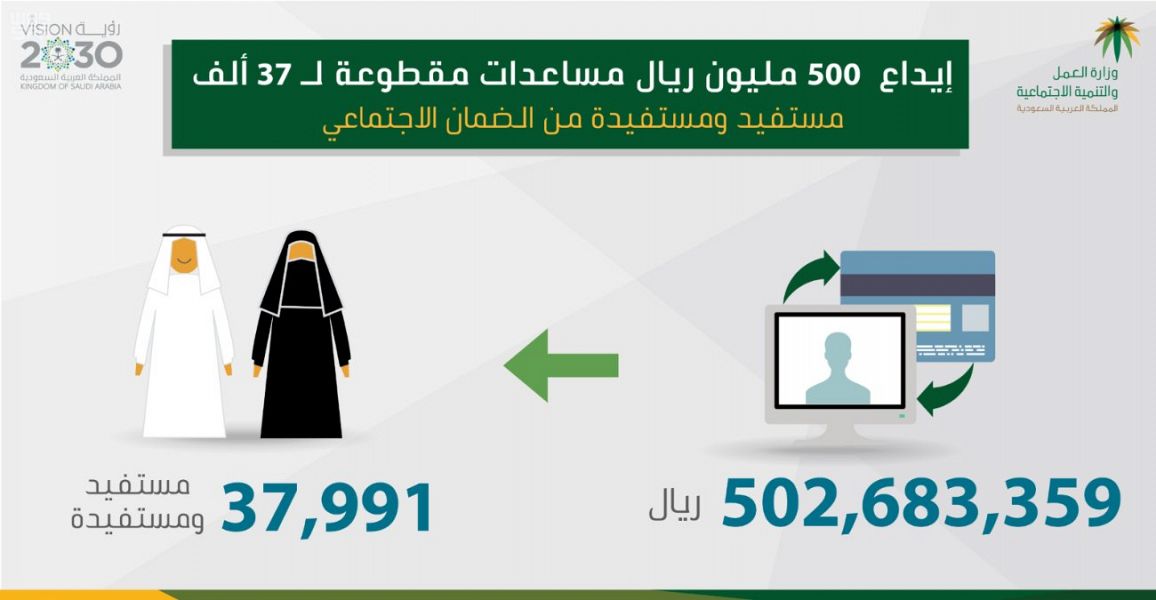 رؤيــة VISION
2030
المملكة العربية السعودية
KINGDOM OF SAUDI ARABIA
وزارة العمل
والتنمية الاجتماعية
المملكة العربية السعودية
إيداع 500 مليون ريال مساعدات مقطوعة لـ 37 ألف
مستفيد ومستفيدة من الضمان الاجتماعي
502,683,359 ريال
37,991 مستفيد
ومستفيدة